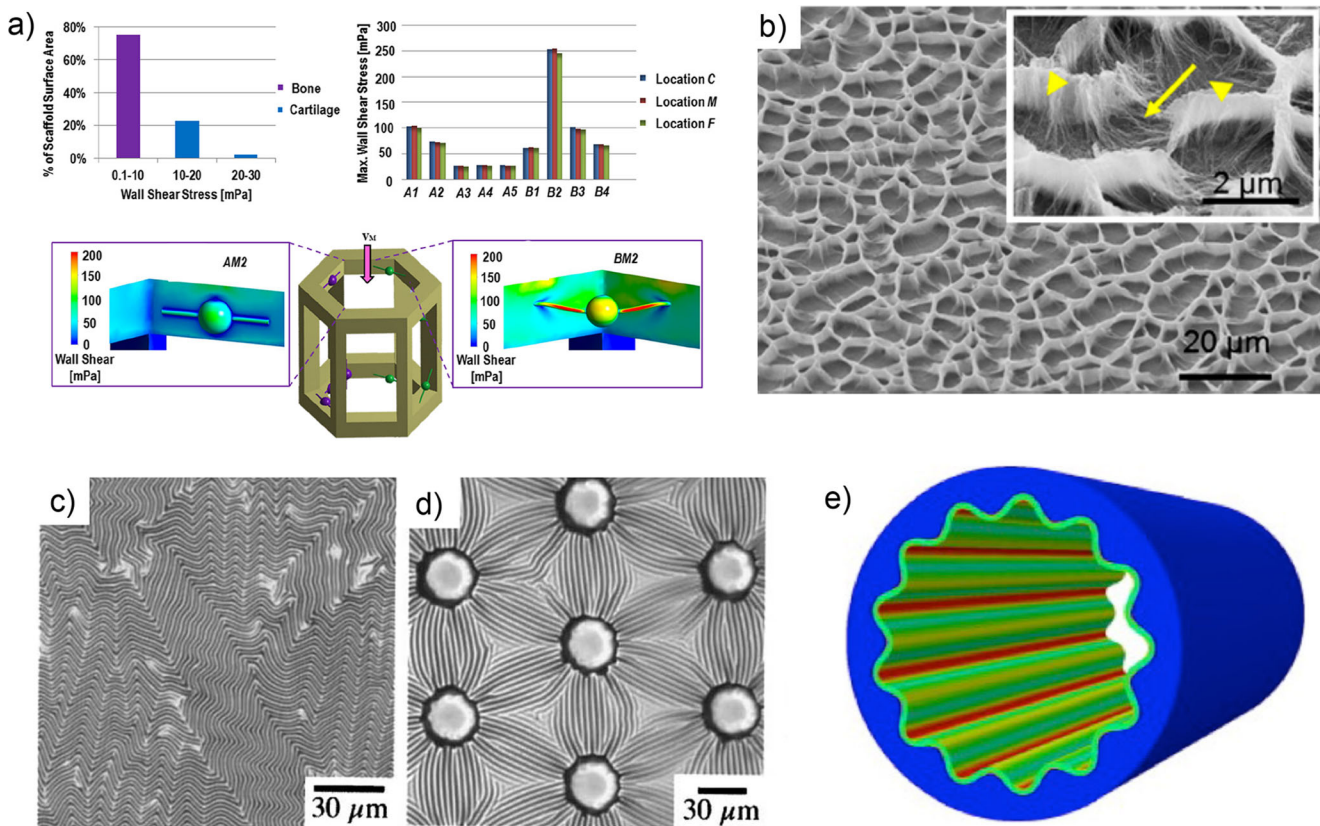 a)
80%
60%
40%
20%
0%
% of Scaffold Surface Area
0.1-10
10-20
20-30
Wall Shear Stress [mPa]
Bone
Cartilage
300
250
200
150
100
50
0
Max. Wall Shear Stress [mPa]
A1 A2 A3 A4 A5 B1 B2 B3 B4
Location C
Location M
Location F
200
150
100
50
0
Wall Shear
[mPa]
AM2
VM
200
150
100
50
0
Wall Shear
[mPa]
BM2
b)
2 µm
20 µm
c)
30 µm
d)
30 µm
e)